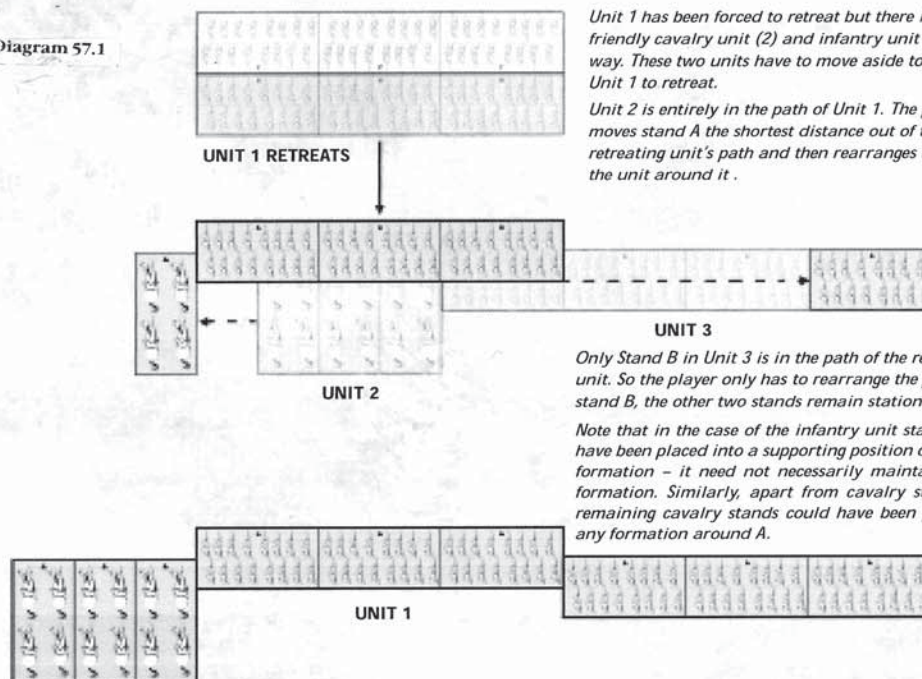 Diagram 57.1
Unit 1 has been forced to retreat but there
friendly cavalry unit (2) and infantry unit
way. These two units have to move aside to
Unit 1 to retreat.
Unit 2 is entirely in the path of Unit 1. The
moves stand A the shortest distance out of
retreating unit's path and then rearranges
the unit around it .
UNIT 1 RETREATS
UNIT 3
UNIT 2
Only Stand B in Unit 3 is in the path of the
unit. So the player only has to rearrange the
stand B, the other two stands remain station
Note that in the case of the infantry unit sta
have been placed into a supporting position
formation – it need not necessarily mainta
formation. Similarly, apart from cavalry
remaining cavalry stands could have been
any formation around A.
UNIT 1